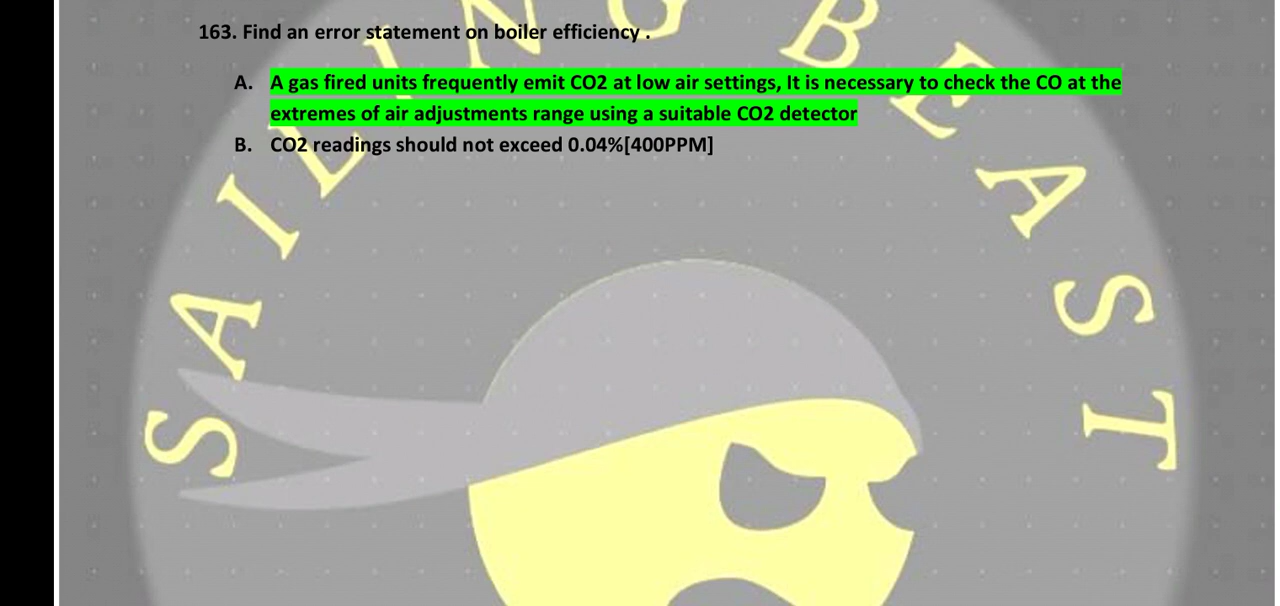 163. Find an error statement on boiler efficiency .
A. A gas fired units frequently emit CO2 at low air settings, It is necessary to check the CO at the
extremes of air adjustments range using a suitable CO2 detector
B. CO2 readings should not exceed 0.04%[400PPM]
SAILING BEAST